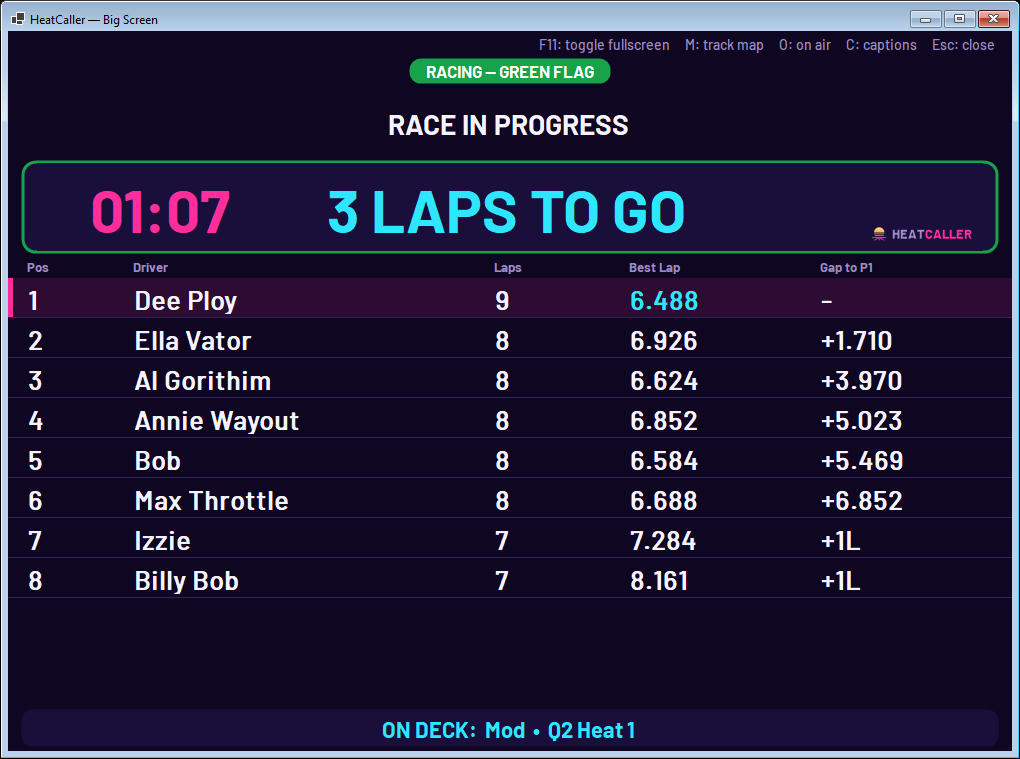 HeatCaller — Big Screen
F11: toggle fullscreen M: track map O: on air C: captions Esc: close
RACING — GREEN FLAG
RACE IN PROGRESS
01:07 3 LAPS TO GO
HEATCALLER
Pos Driver Laps Best Lap Gap to P1
1 Dee Ploy 9 6.488 –
2 Ella Vator 8 6.926 +1.710
3 Al Gorithim 8 6.624 +3.970
4 Annie Wayout 8 6.852 +5.023
5 Bob 8 6.584 +5.469
6 Max Throttle 8 6.688 +6.852
7 Izzie 7 7.284 +1L
8 Billy Bob 7 8.161 +1L
ON DECK: Mod • Q2 Heat 1